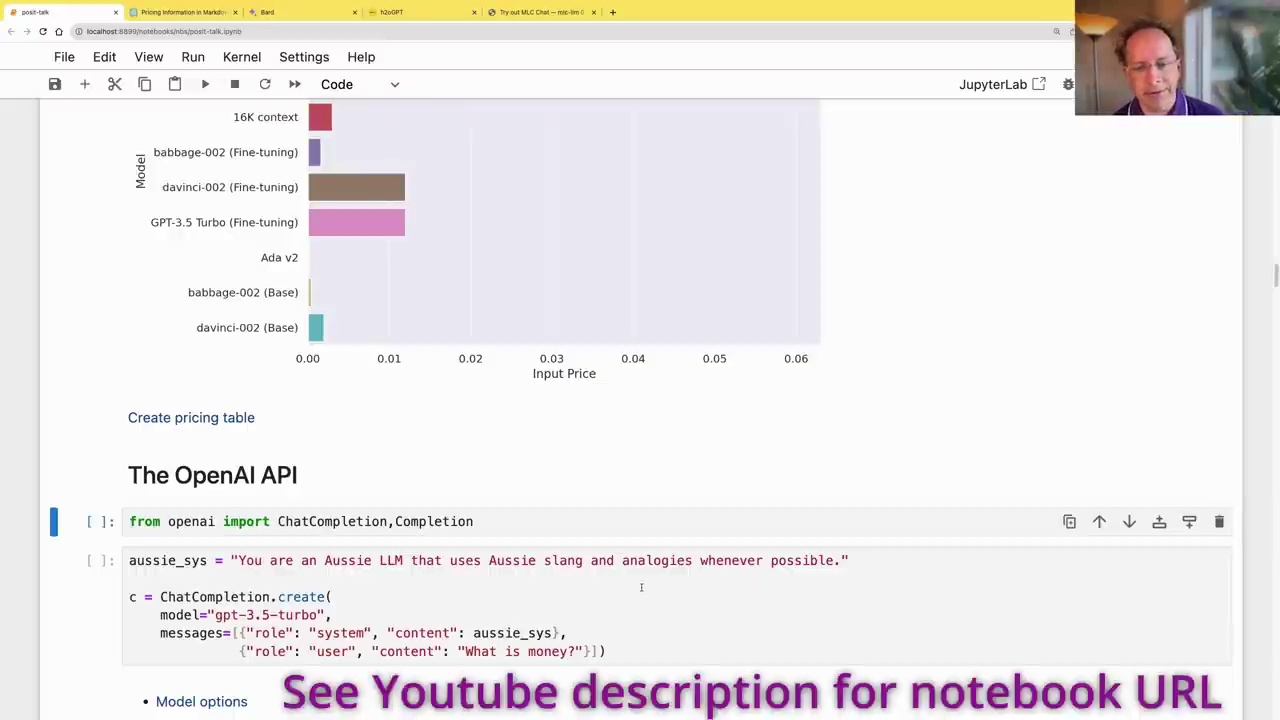 posit-talk
Pricing Information in Markdow
Bard
h2oGPT
Try out MLC Chat — mlc-llm 0
localhost:8899/notebooks/nbs/posit-talk.ipynb
File Edit View Run Kernel Settings Help
Code
JupyterLab
16K context
babbage-002 (Fine-tuning)
davinci-002 (Fine-tuning)
GPT-3.5 Turbo (Fine-tuning)
Ada v2
babbage-002 (Base)
davinci-002 (Base)
Model
0.00 0.01 0.02 0.03 0.04 0.05 0.06
Input Price
Create pricing table
The OpenAI API
[ ]: from openai import ChatCompletion,Completion
[ ]: aussie_sys = "You are an Aussie LLM that uses Aussie slang and analogies whenever possible."
c = ChatCompletion.create(
model="gpt-3.5-turbo",
messages=[{"role": "system", "content": aussie_sys},
{"role": "user", "content": "What is money?"}])
• Model options
See Youtube description for notebook URL